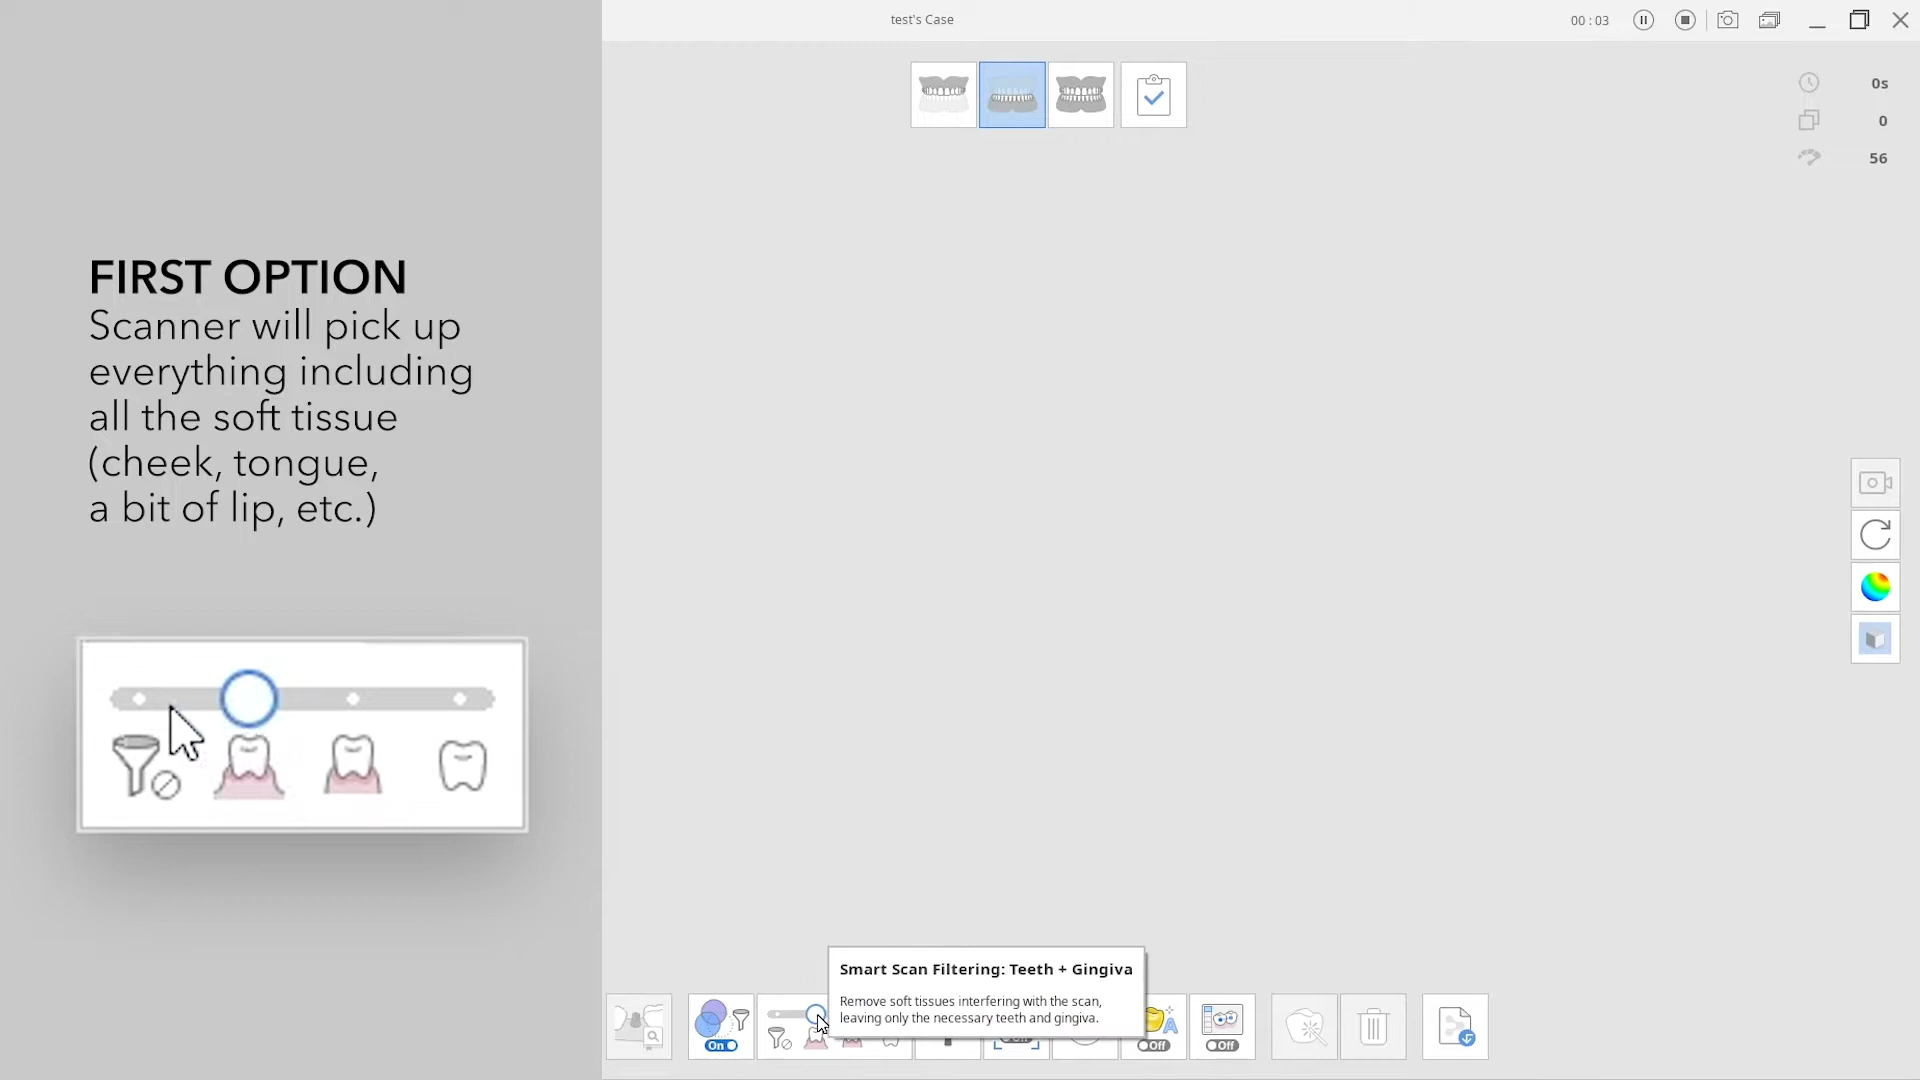 test's Case
00 : 03
0s
0
56
FIRST OPTION
Scanner will pick up
everything including
all the soft tissue
(cheek, tongue,
a bit of lip, etc.)
Smart Scan Filtering: Teeth + Gingiva
Remove soft tissues interfering with the scan,
leaving only the necessary teeth and gingiva.
On
A
Off
Off